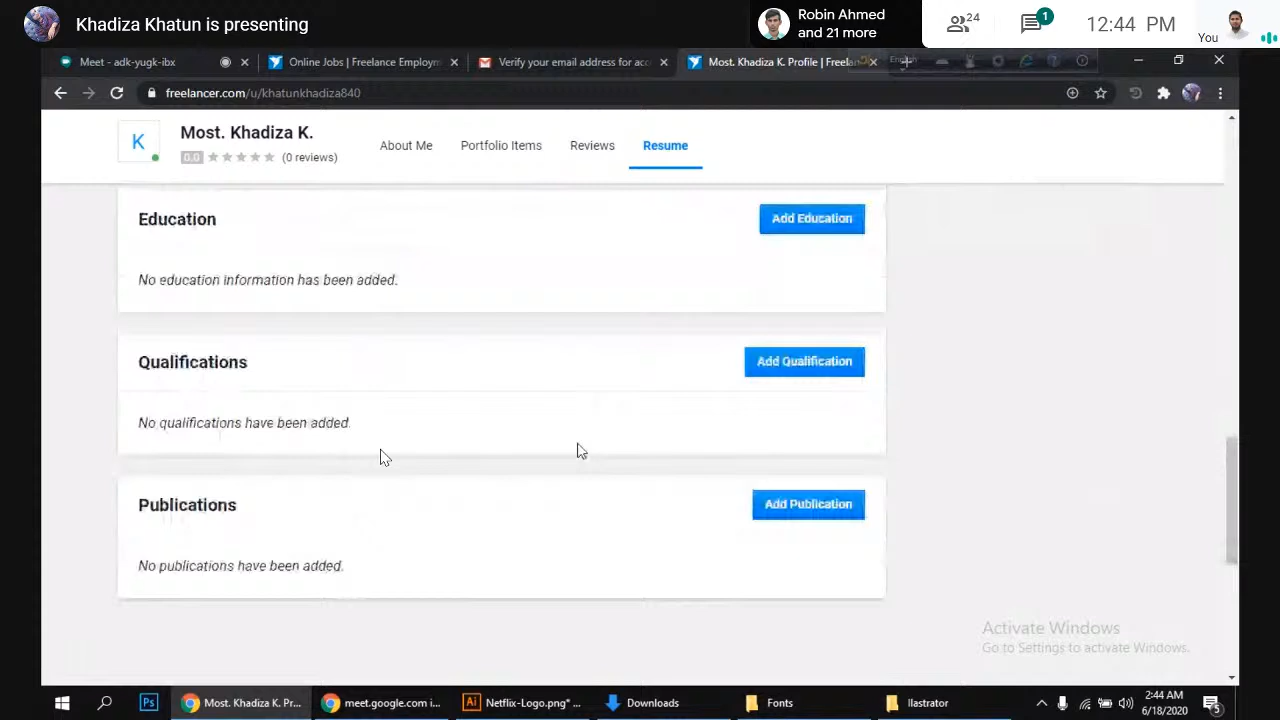 Khadiza Khatun is presenting
Robin Ahmed
and 21 more
24
1
12:44 PM
You
Meet - adk-yugk-ibx
Online Jobs | Freelance Employm
Verify your email address for acc
Most. Khadiza K. Profile | Freelan
English
freelancer.com/u/khatunkhadiza840
K
Most. Khadiza K.
0.0
(0 reviews)
About Me
Portfolio Items
Reviews
Resume
Education
Add Education
No education information has been added.
Qualifications
Add Qualification
No qualifications have been added.
Publications
Add Publication
No publications have been added.
Activate Windows
Go to Settings to activate Windows.
Ps
Most. Khadiza K. Pr...
meet.google.com i...
Ai
Netflix-Logo.png* ...
Downloads
Fonts
Ilastrator
2:44 AM
6/18/2020
5